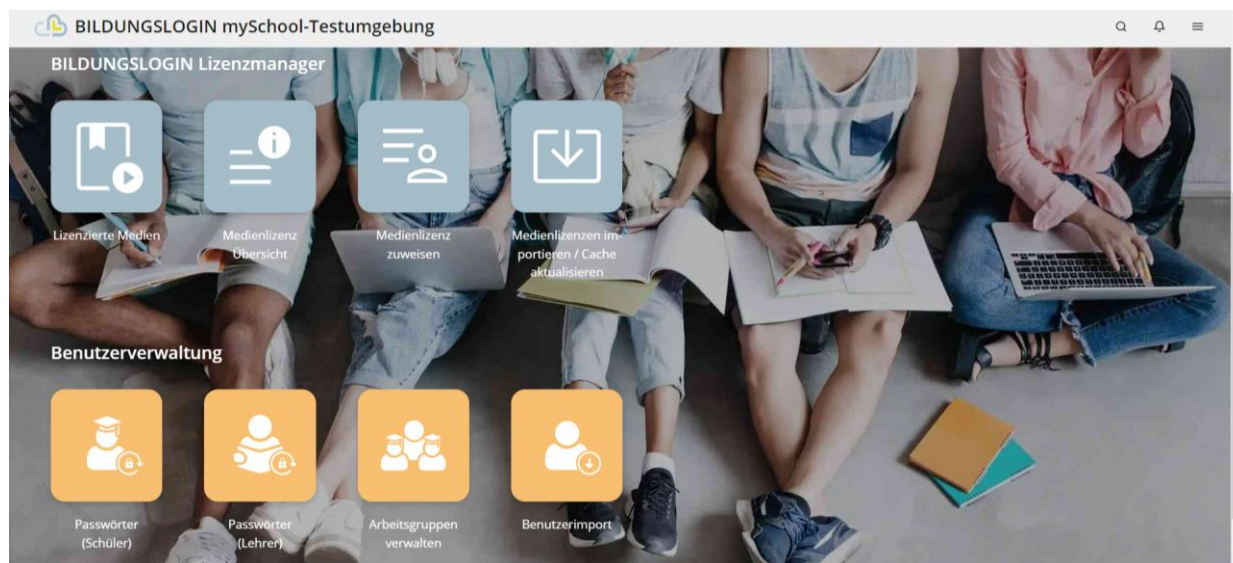 BILDUNGSLOGIN mySchool-Testumgebung
BILDUNGSLOGIN Lizenzmanager
Lizenzierte Medien
Medienlizenz
Übersicht
Medienlizenz
zuweisen
Medienlizenzen im-
portieren / Cache
aktualisieren
Benutzerverwaltung
Passwörter
(Schüler)
Passwörter
(Lehrer)
Arbeitsgruppen
verwalten
Benutzerimport